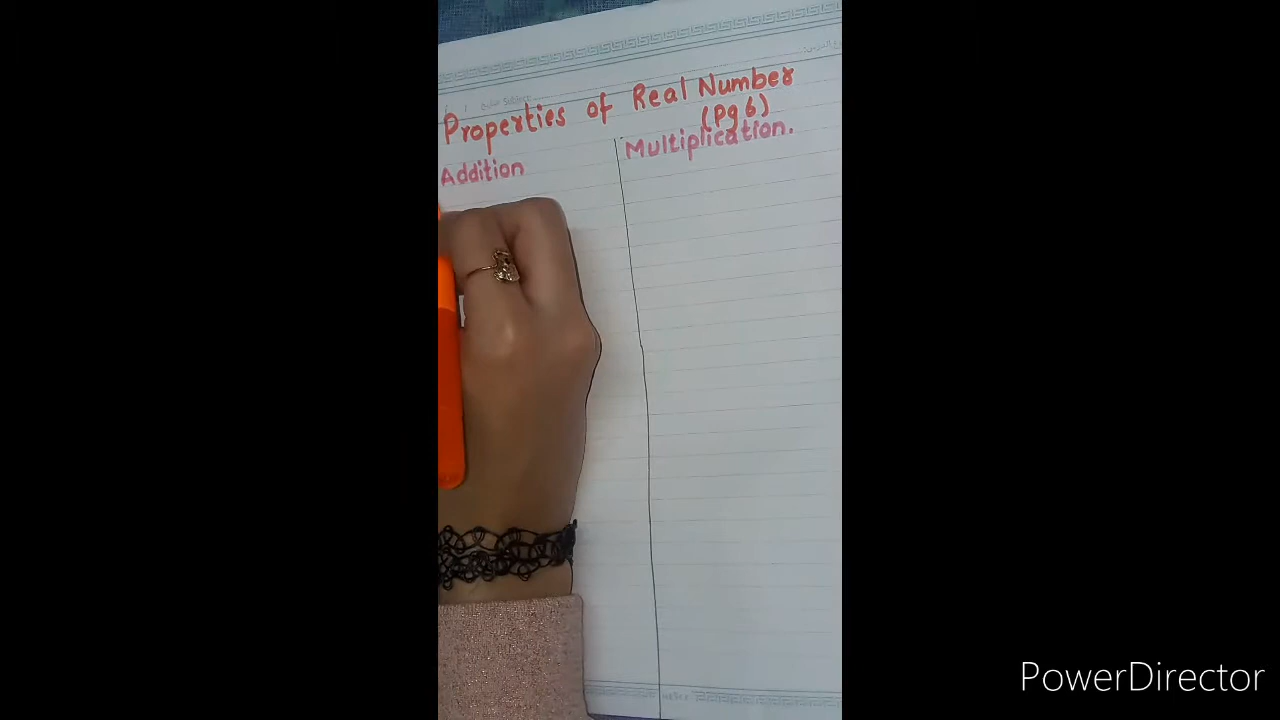 Properties of Real Number
(Pg 6)
Addition
Multiplication.
PowerDirector